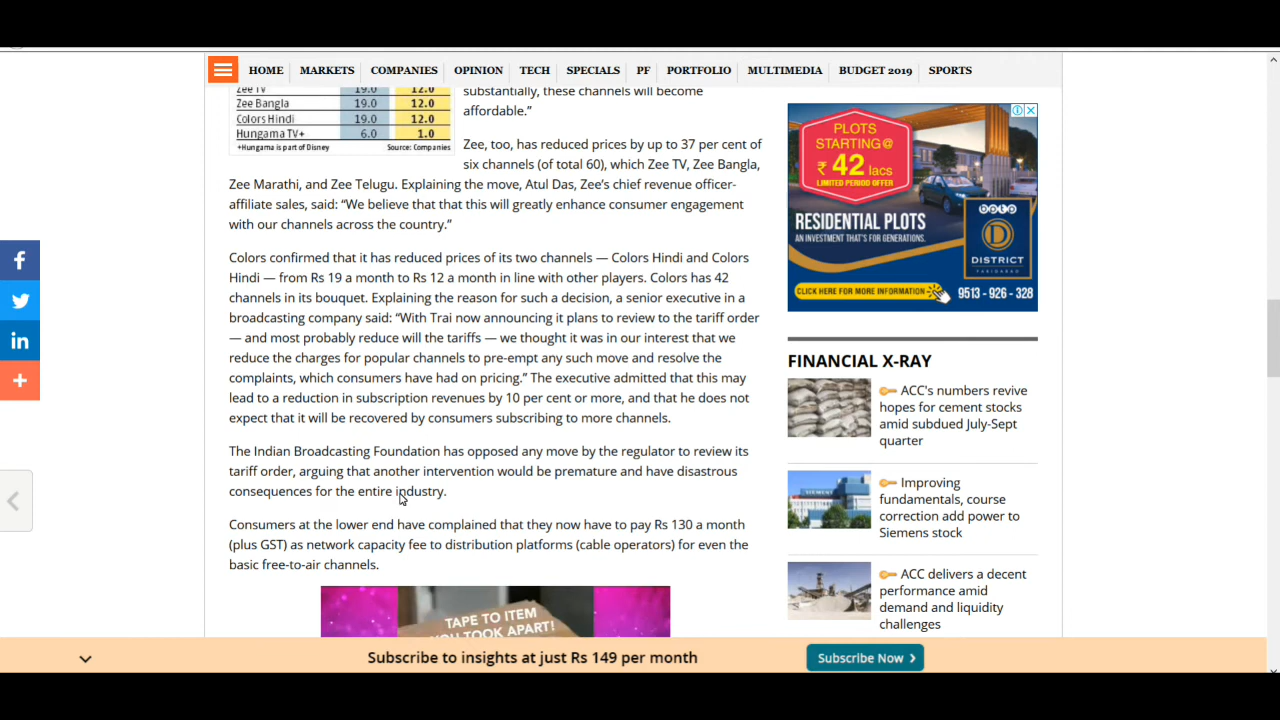 HOME
MARKETS
COMPANIES
OPINION
TECH
SPECIALS
PF
PORTFOLIO
MULTIMEDIA
BUDGET 2019
SPORTS
Zee TV 19.0 12.0
Zee Bangla 19.0 12.0
Colors Hindi 19.0 12.0
Hungama TV+ 6.0 1.0
+Hungama is part of Disney Source: Companies
substantially, these channels will become
affordable.”
Zee, too, has reduced prices by up to 37 per cent of
six channels (of total 60), which Zee TV, Zee Bangla,
Zee Marathi, and Zee Telugu. Explaining the move, Atul Das, Zee’s chief revenue officer-
affiliate sales, said: “We believe that that this will greatly enhance consumer engagement
with our channels across the country.”
Colors confirmed that it has reduced prices of its two channels — Colors Hindi and Colors
Hindi — from Rs 19 a month to Rs 12 a month in line with other players. Colors has 42
channels in its bouquet. Explaining the reason for such a decision, a senior executive in a
broadcasting company said: “With Trai now announcing it plans to review to the tariff order
— and most probably reduce will the tariffs — we thought it was in our interest that we
reduce the charges for popular channels to pre-empt any such move and resolve the
complaints, which consumers have had on pricing.” The executive admitted that this may
lead to a reduction in subscription revenues by 10 per cent or more, and that he does not
expect that it will be recovered by consumers subscribing to more channels.
The Indian Broadcasting Foundation has opposed any move by the regulator to review its
tariff order, arguing that another intervention would be premature and have disastrous
consequences for the entire industry.
Consumers at the lower end have complained that they now have to pay Rs 130 a month
(plus GST) as network capacity fee to distribution platforms (cable operators) for even the
basic free-to-air channels.
TAPE TO ITEM
YOU TOOK APART!
PLOTS
STARTING@
₹ 42
lacs
LIMITED PERIOD OFFER
RESIDENTIAL PLOTS
AN INVESTMENT THAT'S FOR GENERATIONS.
bptp
D
DISTRICT
CLICK HERE FOR MORE INFORMATION
9513 - 926 - 328
FINANCIAL X-RAY
ACC's numbers revive
hopes for cement stocks
amid subdued July-Sept
quarter
Improving
fundamentals, course
correction add power to
Siemens stock
ACC delivers a decent
performance amid
demand and liquidity
challenges
Subscribe to insights at just Rs 149 per month
Subscribe Now